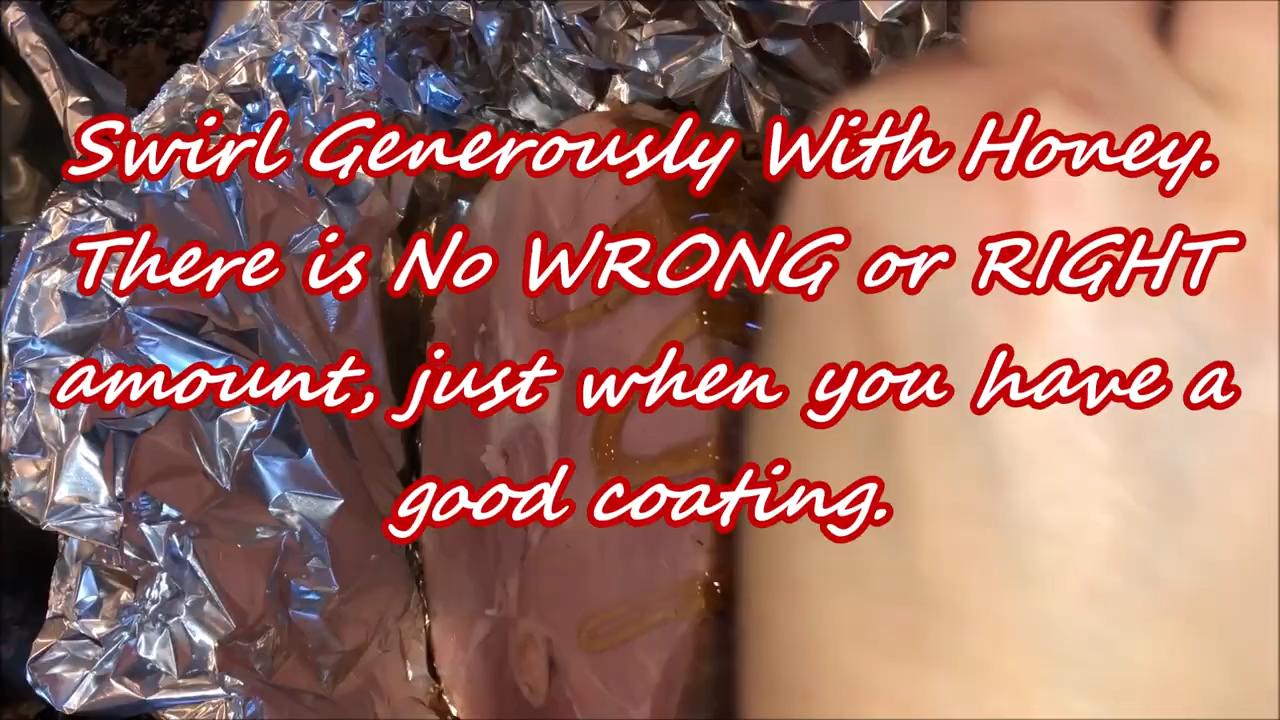 Swirl Generously With Honey.
There is No WRONG or RIGHT
amount, just when you have a
good coating.